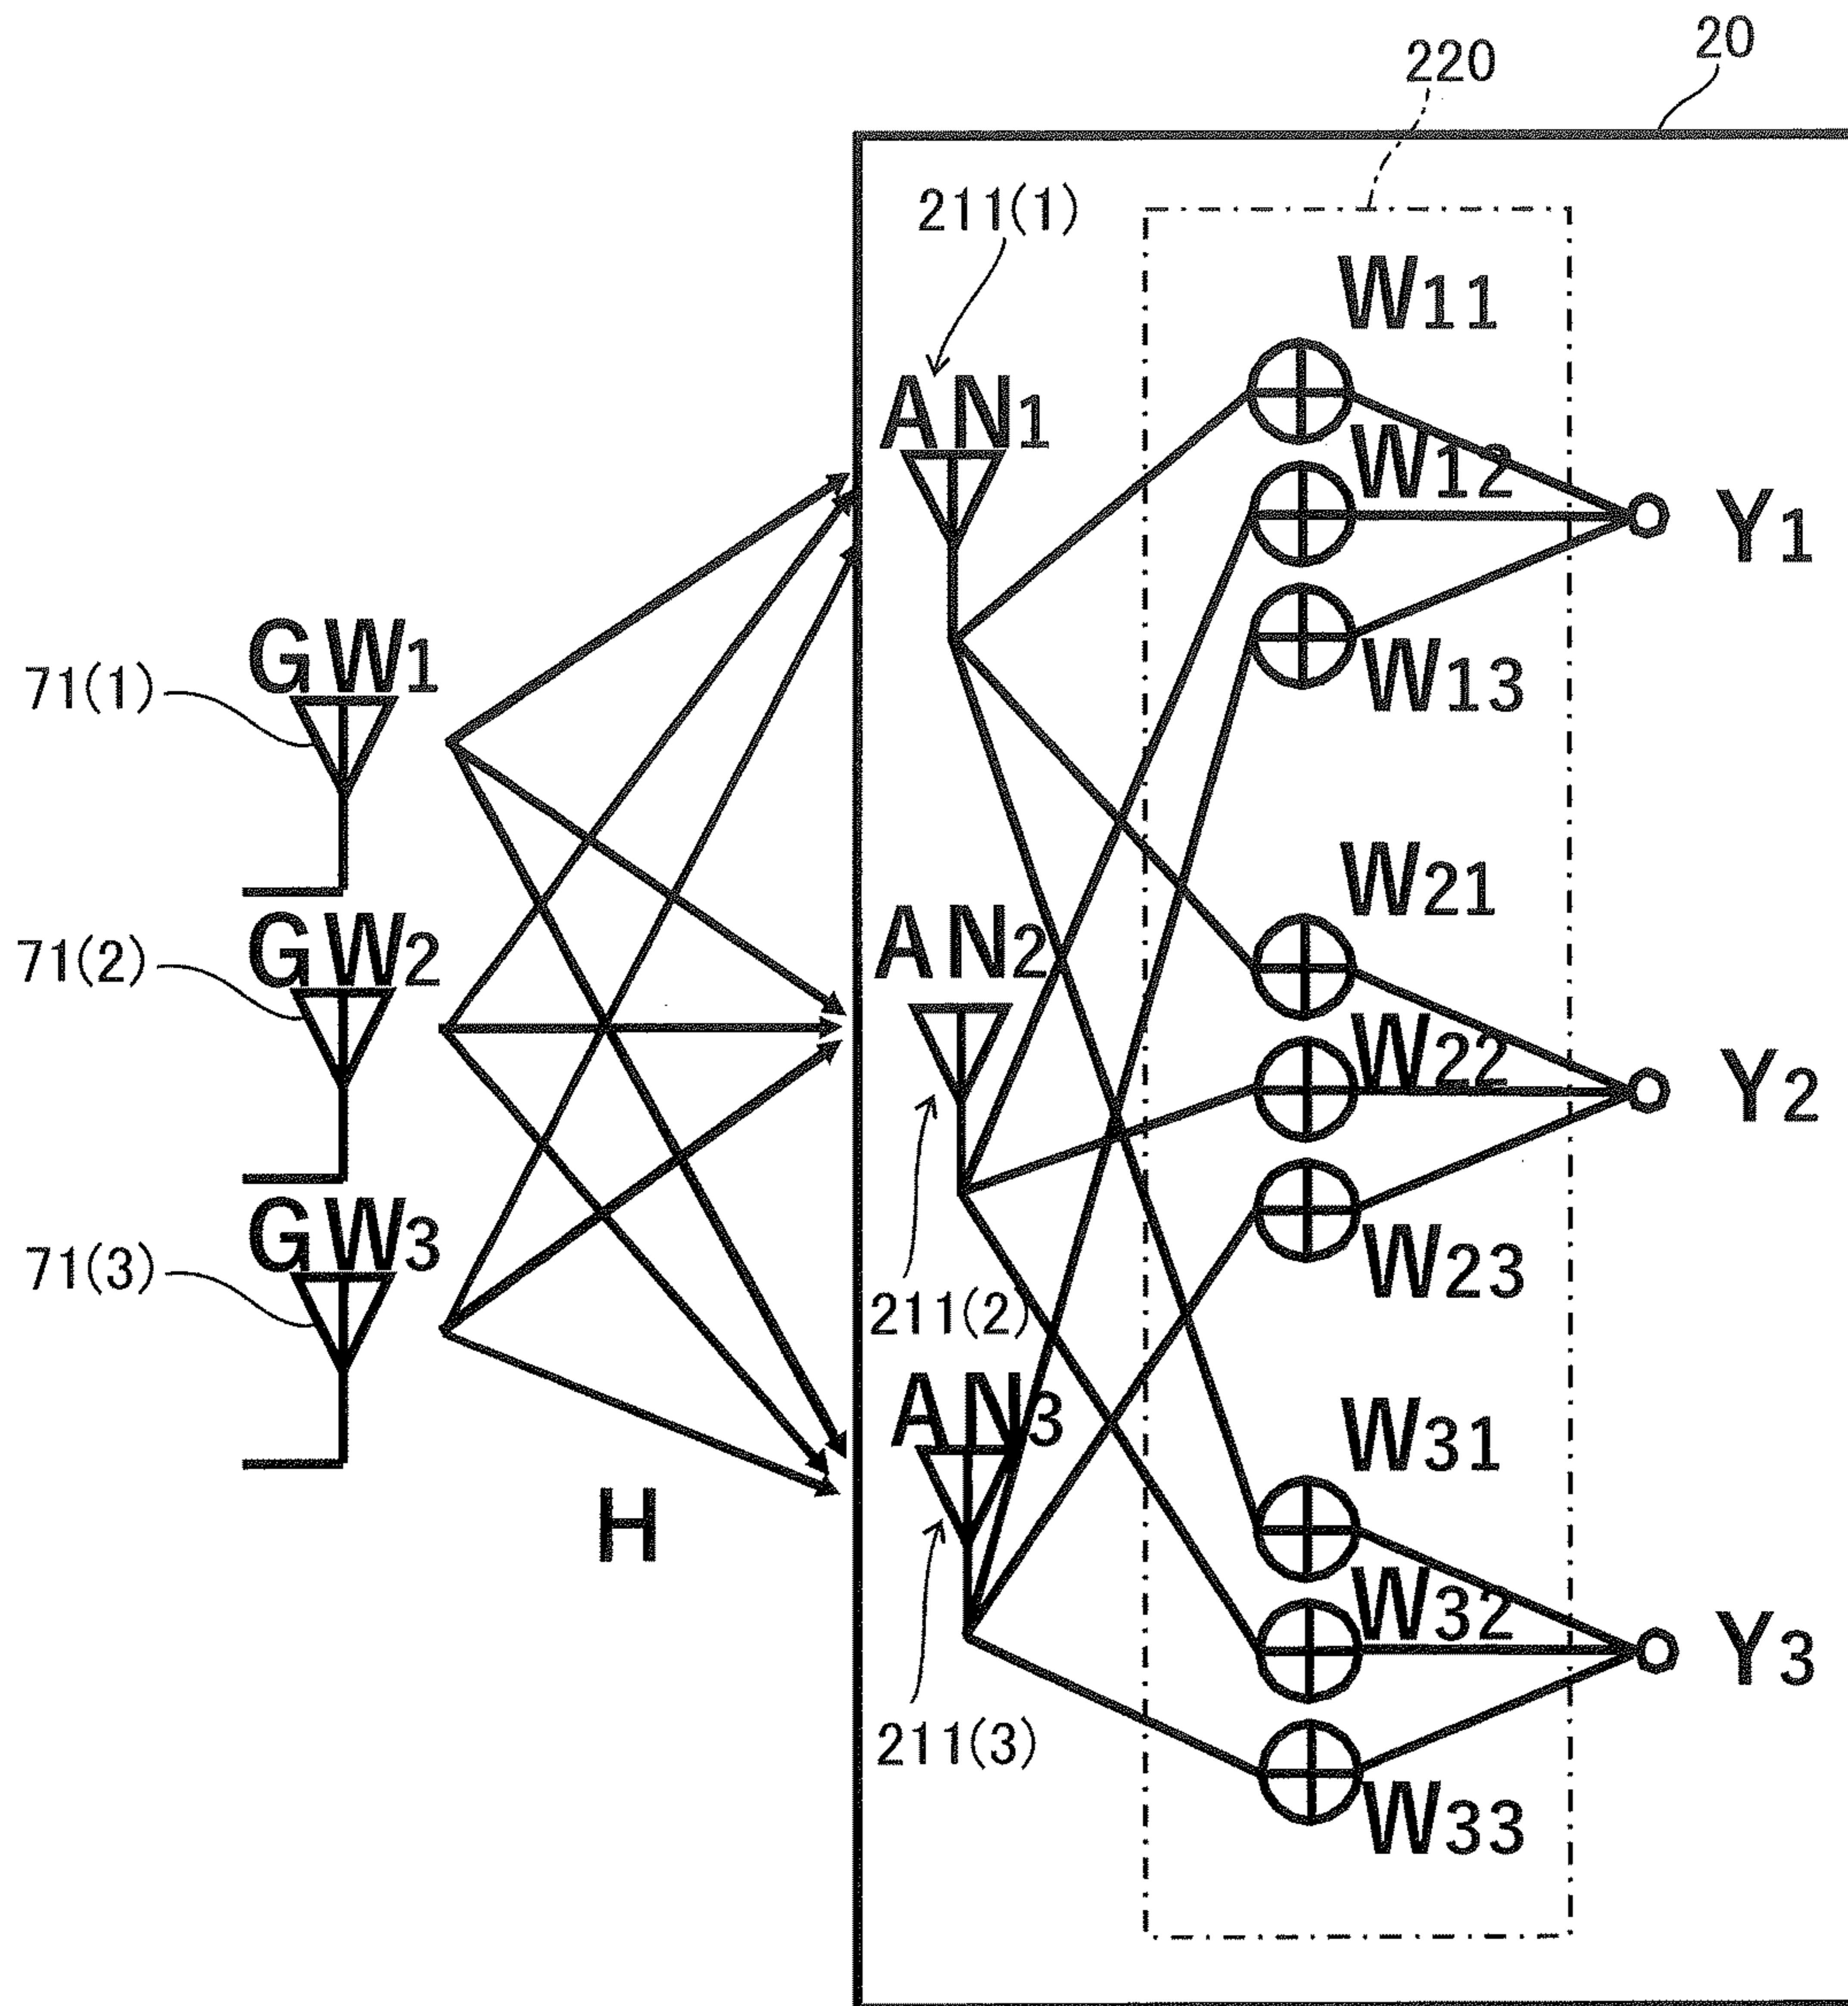 20
220
211(1)
W11
AN1
W12
Y1
GW1
W13
71(1)
W21
GW2
AN2
71(2)
W22
Y2
GW3
W23
71(3)
211(2)
AN3
W31
H
W32
Y3
211(3)
W33